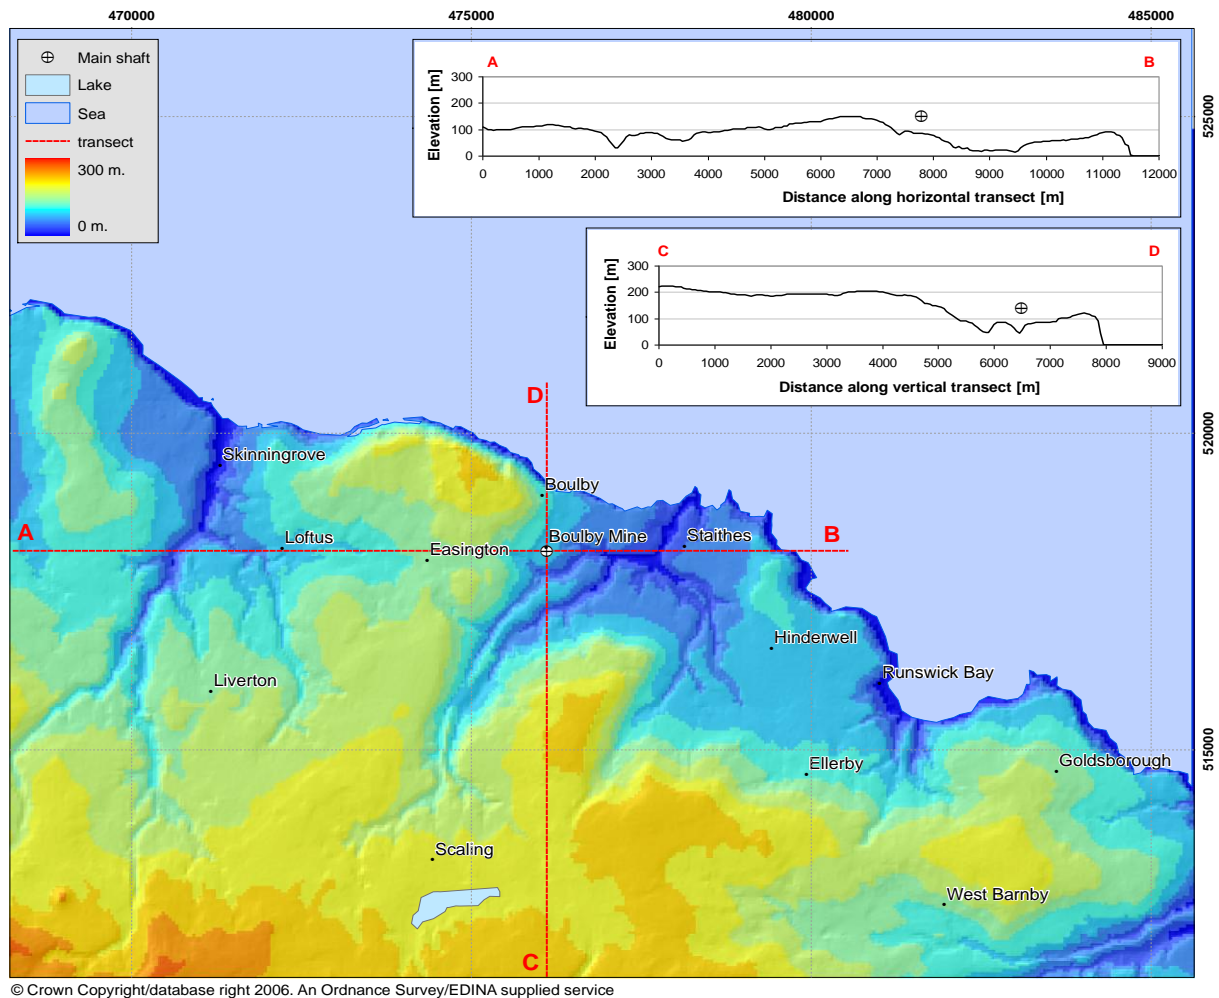 470000 475000 480000 485000
Main shaft
Lake
Sea
transect
300 m.
0 m.
A B
Elevation [m]
300
200
100
0
0 1000 2000 3000 4000 5000 6000 7000 8000 9000 10000 11000 12000
Distance along horizontal transect [m]
C D
Elevation [m]
300
200
100
0
0 1000 2000 3000 4000 5000 6000 7000 8000 9000
Distance along vertical transect [m]
525000
520000
515000
D
Skinningrove
Boulby
A
Loftus
Easington
Boulby Mine
Staithes
B
Hinderwell
Liverton
Runswick Bay
Ellerby
Goldsborough
Scaling
West Barnby
C
© Crown Copyright/database right 2006. An Ordnance Survey/EDINA supplied service